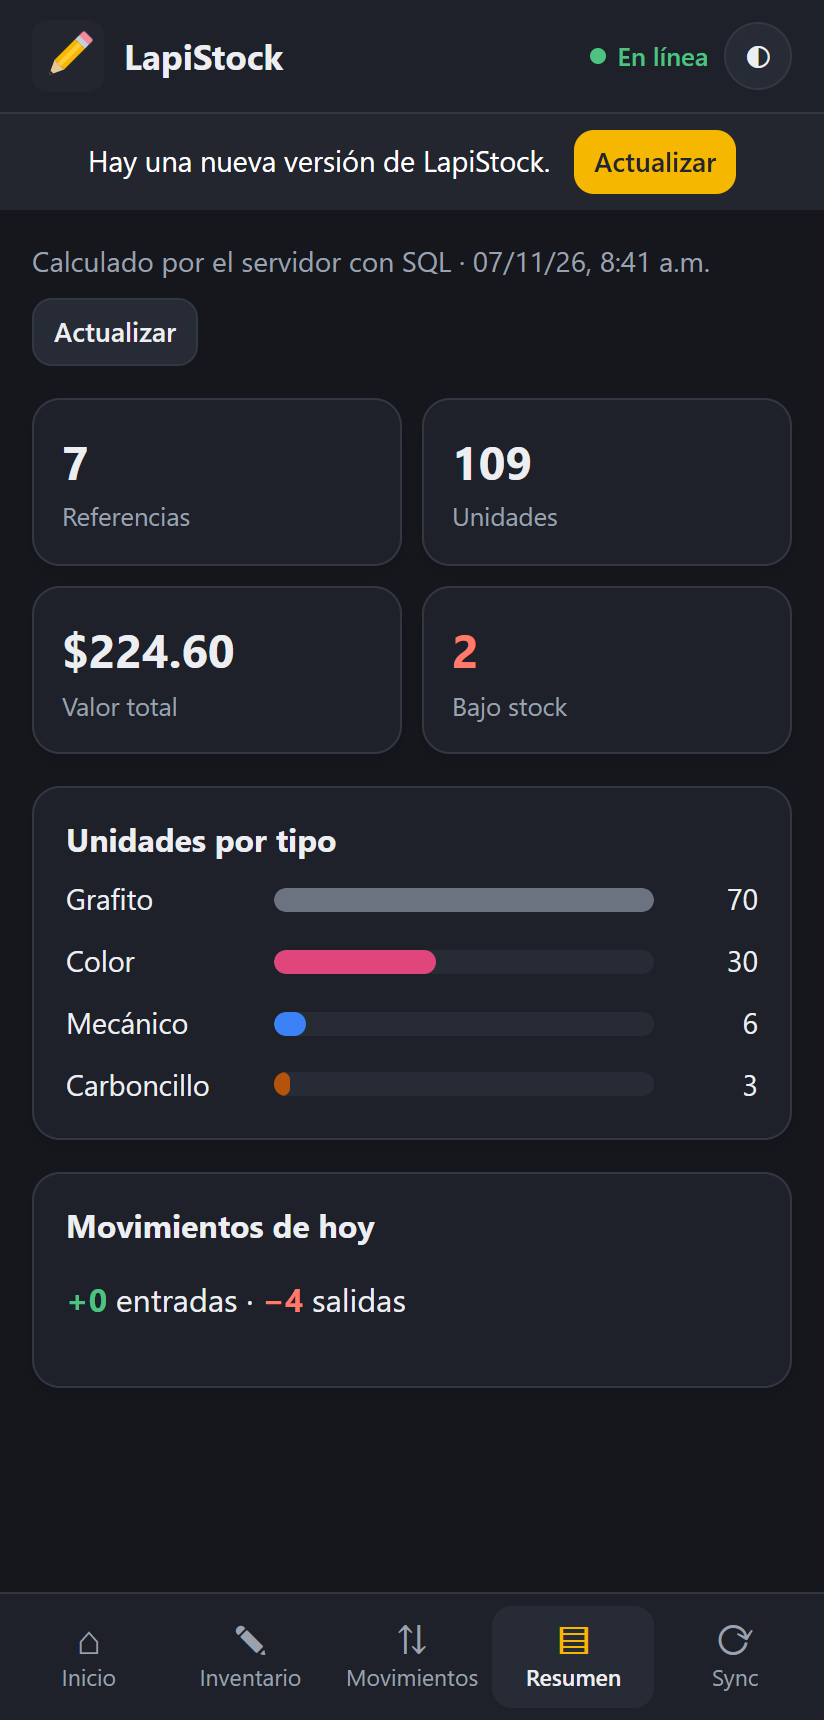 LapiStock
En línea
Hay una nueva versión de LapiStock.
Actualizar
Calculado por el servidor con SQL · 07/11/26, 8:41 a.m.
Actualizar
7
Referencias
109
Unidades
$224.60
Valor total
2
Bajo stock
Unidades por tipo
Grafito 70
Color 30
Mecánico 6
Carboncillo 3
Movimientos de hoy
+0 entradas · −4 salidas
Inicio
Inventario
Movimientos
Resumen
Sync